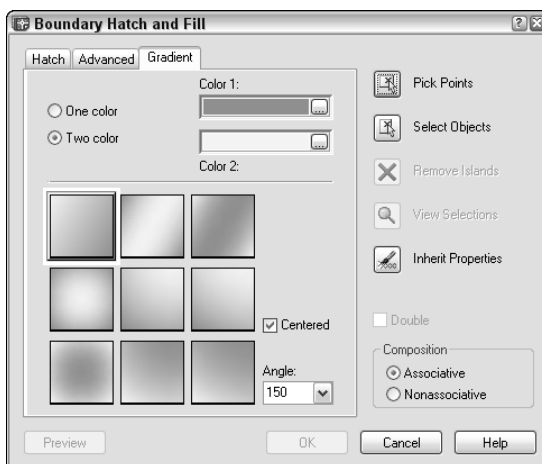 Boundary Hatch and Fill
Hatch Advanced Gradient
Color 1:
One color
Two color
Color 2:
Centered
Angle:
150
Pick Points
Select Objects
Remove Islands
View Selections
Inherit Properties
Double
Composition
Associative
Nonassociative
Preview OK Cancel Help